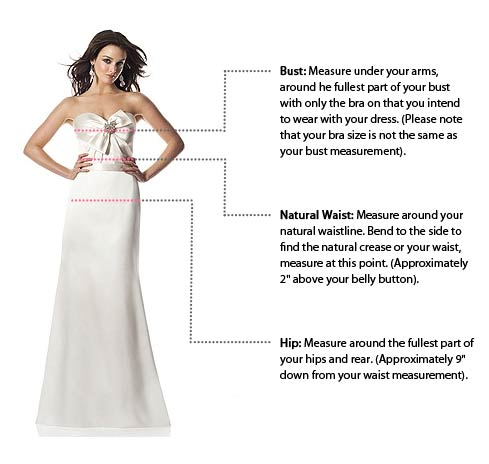 Bust: Measure under your arms,
around he fullest part of your bust
with only the bra on that you intend
to wear with your dress. (Please note
that your bra size is not the same as
your bust measurement).
Natural Waist: Measure around your
natural waistline. Bend to the side to
find the natural crease or your waist,
measure at this point. (Approximately
2" above your belly button).
Hip: Measure around the fullest part of
your hips and rear. (Approximately 9"
down from your waist measurement).